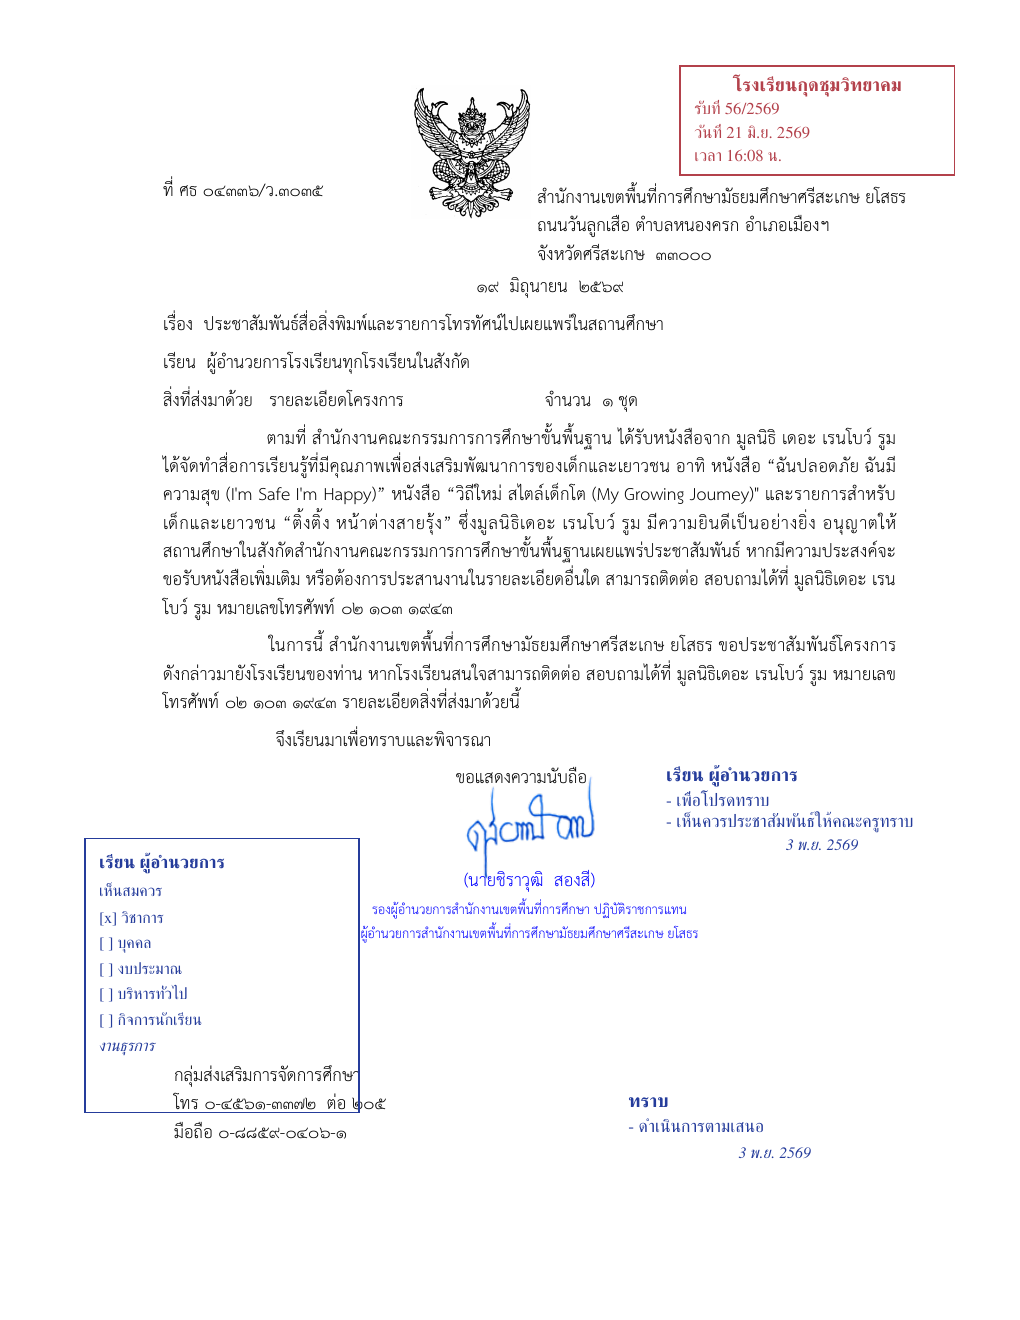 โรงเรียนกุดชุมวิทยาคม
รับที่ 56/2569
วันที่ 21 มิ.ย. 2569
เวลา 16:08 น.
ที่ ศธ ๐๔๓๓๖/ว.๓๐๓๕
สำนักงานเขตพื้นที่การศึกษามัธยมศึกษาศรีสะเกษ ยโสธร
ถนนวันลูกเสือ ตำบลหนองครก อำเภอเมืองฯ
จังหวัดศรีสะเกษ ๓๓๐๐๐
๑๙ มิถุนายน ๒๕๖๙
เรื่อง ประชาสัมพันธ์สื่อสิ่งพิมพ์และรายการโทรทัศน์ไปเผยแพร่ในสถานศึกษา
เรียน ผู้อำนวยการโรงเรียนทุกโรงเรียนในสังกัด
สิ่งที่ส่งมาด้วย รายละเอียดโครงการ จำนวน ๑ ชุด
ตามที่ สำนักงานคณะกรรมการการศึกษาขั้นพื้นฐาน ได้รับหนังสือจาก มูลนิธิ เดอะ เรนโบว์ รูม
ได้จัดทำสื่อการเรียนรู้ที่มีคุณภาพเพื่อส่งเสริมพัฒนาการของเด็กและเยาวชน อาทิ หนังสือ “ฉันปลอดภัย ฉันมี
ความสุข (I'm Safe I'm Happy)” หนังสือ “วิถีใหม่ สไตล์เด็กโต (My Growing Journey)" และรายการสำหรับ
เด็กและเยาวชน “ติ้งติ้ง หน้าต่างสายรุ้ง” ซึ่งมูลนิธิเดอะ เรนโบว์ รูม มีความยินดีเป็นอย่างยิ่ง อนุญาตให้
สถานศึกษาในสังกัดสำนักงานคณะกรรมการการศึกษาขั้นพื้นฐานเผยแพร่ประชาสัมพันธ์ หากมีความประสงค์จะ
ขอรับหนังสือเพิ่มเติม หรือต้องการประสานงานในรายละเอียดอื่นใด สามารถติดต่อ สอบถามได้ที่ มูลนิธิเดอะ เรน
โบว์ รูม หมายเลขโทรศัพท์ ๐๒ ๑๐๓ ๑๙๔๓
ในการนี้ สำนักงานเขตพื้นที่การศึกษามัธยมศึกษาศรีสะเกษ ยโสธร ขอประชาสัมพันธ์โครงการ
ดังกล่าวมายังโรงเรียนของท่าน หากโรงเรียนสนใจสามารถติดต่อ สอบถามได้ที่ มูลนิธิเดอะ เรนโบว์ รูม หมายเลข
โทรศัพท์ ๐๒ ๑๐๓ ๑๙๔๓ รายละเอียดสิ่งที่ส่งมาด้วยนี้
จึงเรียนมาเพื่อทราบและพิจารณา
ขอแสดงความนับถือ
(นายชิราวุฒิ สองสี)
รองผู้อำนวยการสำนักงานเขตพื้นที่การศึกษา ปฏิบัติราชการแทน
ผู้อำนวยการสำนักงานเขตพื้นที่การศึกษามัธยมศึกษาศรีสะเกษ ยโสธร
เรียน ผู้อำนวยการ
- เพื่อโปรดทราบ
- เห็นควรประชาสัมพันธ์ให้คณะครูทราบ
3 พ.ย. 2569
เรียน ผู้อำนวยการ
เห็นสมควร
[x] วิชาการ
[ ] บุคคล
[ ] งบประมาณ
[ ] บริหารทั่วไป
[ ] กิจการนักเรียน
งานธุรการ
กลุ่มส่งเสริมการจัดการศึกษา
โทร ๐-๔๕๖๑-๓๓๗๒ ต่อ ๒๐๕
มือถือ ๐-๘๘๕๙-๐๔๐๖-๑
ทราบ
- ดำเนินการตามเสนอ
3 พ.ย. 2569